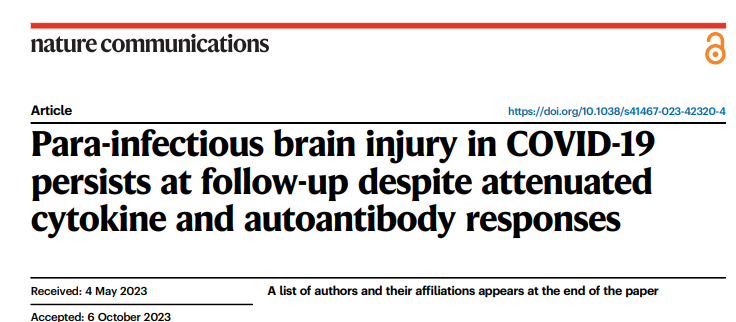 nature communications
Article
https://doi.org/10.1038/s41467-023-42320-4
Para-infectious brain injury in COVID-19
persists at follow-up despite attenuated
cytokine and autoantibody responses
Received: 4 May 2023
A list of authors and their affiliations appears at the end of the paper
Accepted: 6 October 2023